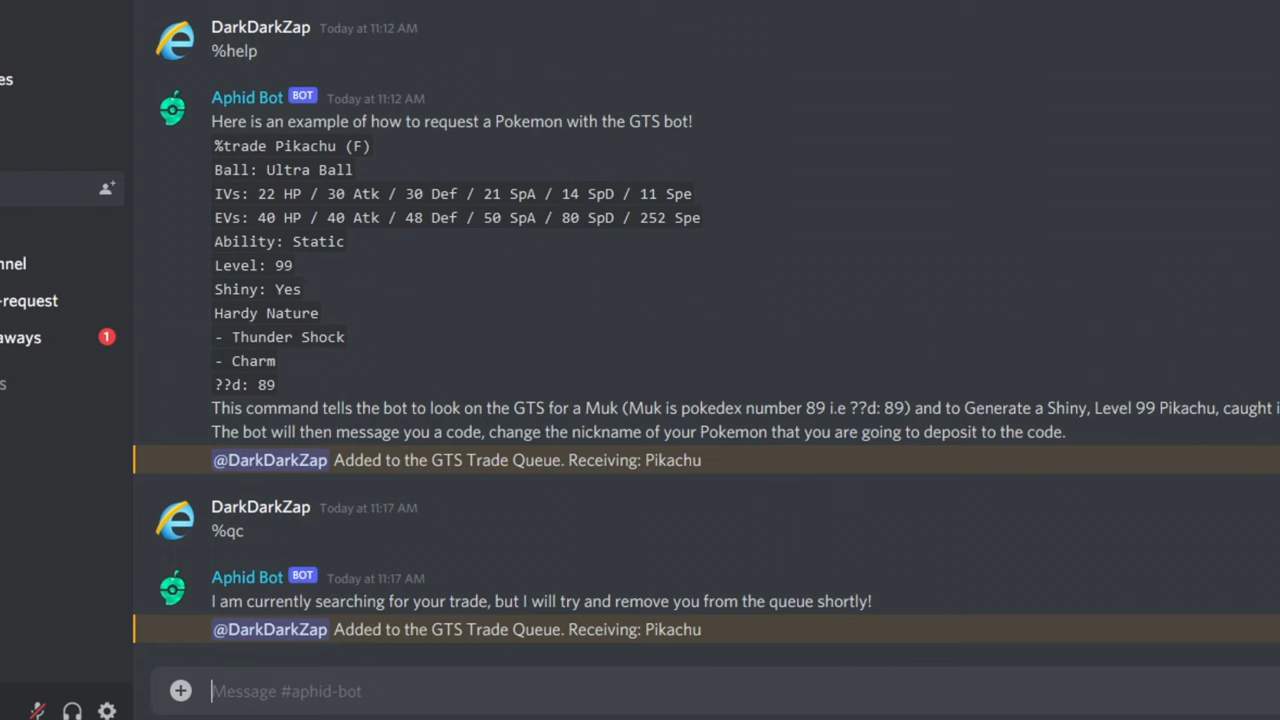 DarkDarkZap Today at 11:12 AM
%help
es
Aphid Bot BOT Today at 11:12 AM
Here is an example of how to request a Pokemon with the GTS bot!
%trade Pikachu (F)
Ball: Ultra Ball
IVs: 22 HP / 30 Atk / 30 Def / 21 SpA / 14 SpD / 11 Spe
EVs: 40 HP / 40 Atk / 48 Def / 50 SpA / 80 SpD / 252 Spe
Ability: Static
nnel
Level: 99
Shiny: Yes
-request
Hardy Nature
- Thunder Shock
aways 1
- Charm
s
??d: 89
This command tells the bot to look on the GTS for a Muk (Muk is pokedex number 89 i.e ??d: 89) and to Generate a Shiny, Level 99 Pikachu, caught i
The bot will then message you a code, change the nickname of your Pokemon that you are going to deposit to the code.
@DarkDarkZap Added to the GTS Trade Queue. Receiving: Pikachu
DarkDarkZap Today at 11:17 AM
%qc
Aphid Bot BOT Today at 11:17 AM
I am currently searching for your trade, but I will try and remove you from the queue shortly!
@DarkDarkZap Added to the GTS Trade Queue. Receiving: Pikachu
Message #aphid-bot